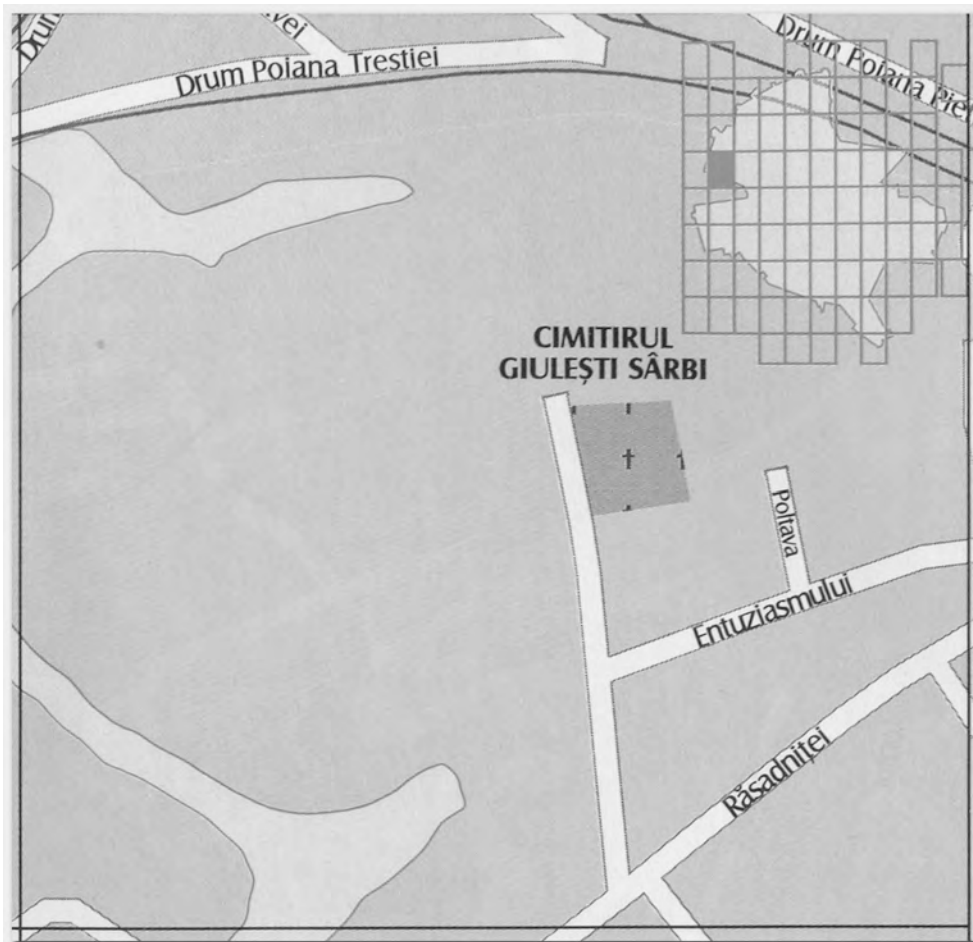 Drum Poiana Trestiei
CIMITIRUL
GIULEȘTI SÂRBI
Poltava
Entuziasmului
Răsadniței